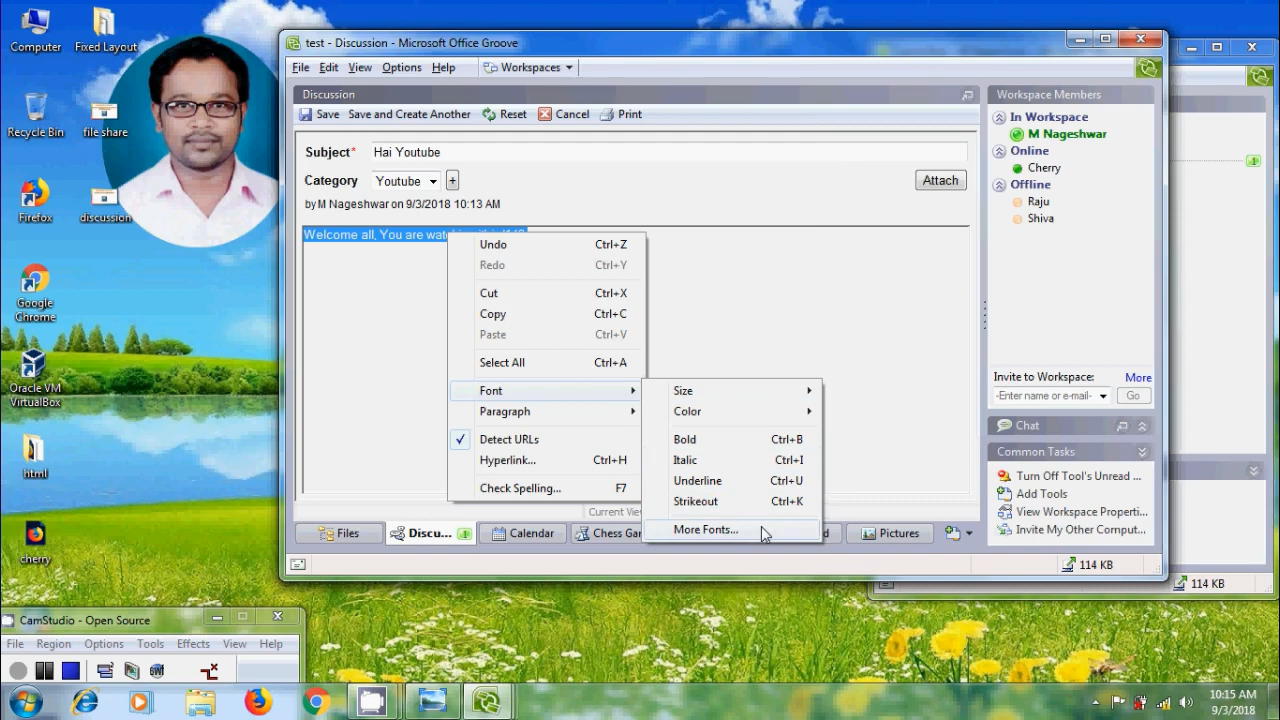 Computer
Fixed Layout
Recycle Bin
file share
Firefox
discussion
Google
Chrome
Oracle VM
VirtualBox
html
cherry
test - Discussion - Microsoft Office Groove
File Edit View Options Help Workspaces
Discussion
Save Save and Create Another Reset Cancel Print
Subject* Hai Youtube
Category Youtube + Attach
by M Nageshwar on 9/3/2018 10:13 AM
Welcome all, You are
Undo Ctrl+Z
Redo Ctrl+Y
Cut Ctrl+X
Copy Ctrl+C
Paste Ctrl+V
Select All Ctrl+A
Font
Paragraph
Detect URLs
Hyperlink... Ctrl+H
Check Spelling... F7
Size
Color
Bold Ctrl+B
Italic Ctrl+I
Underline Ctrl+U
Strikeout Ctrl+K
More Fonts...
Current
Files Discu... Calendar Chess Pictures
114 KB
Workspace Members
In Workspace
M Nageshwar
Online
Cherry
Offline
Raju
Shiva
Invite to Workspace: More
-Enter name or e-mail- Go
Chat
Common Tasks
Turn Off Tool's Unread ...
Add Tools
View Workspace Properti...
Invite My Other Comput...
114 KB
CamStudio - Open Source
File Region Options Tools Effects View Help
10:15 AM
9/3/2018